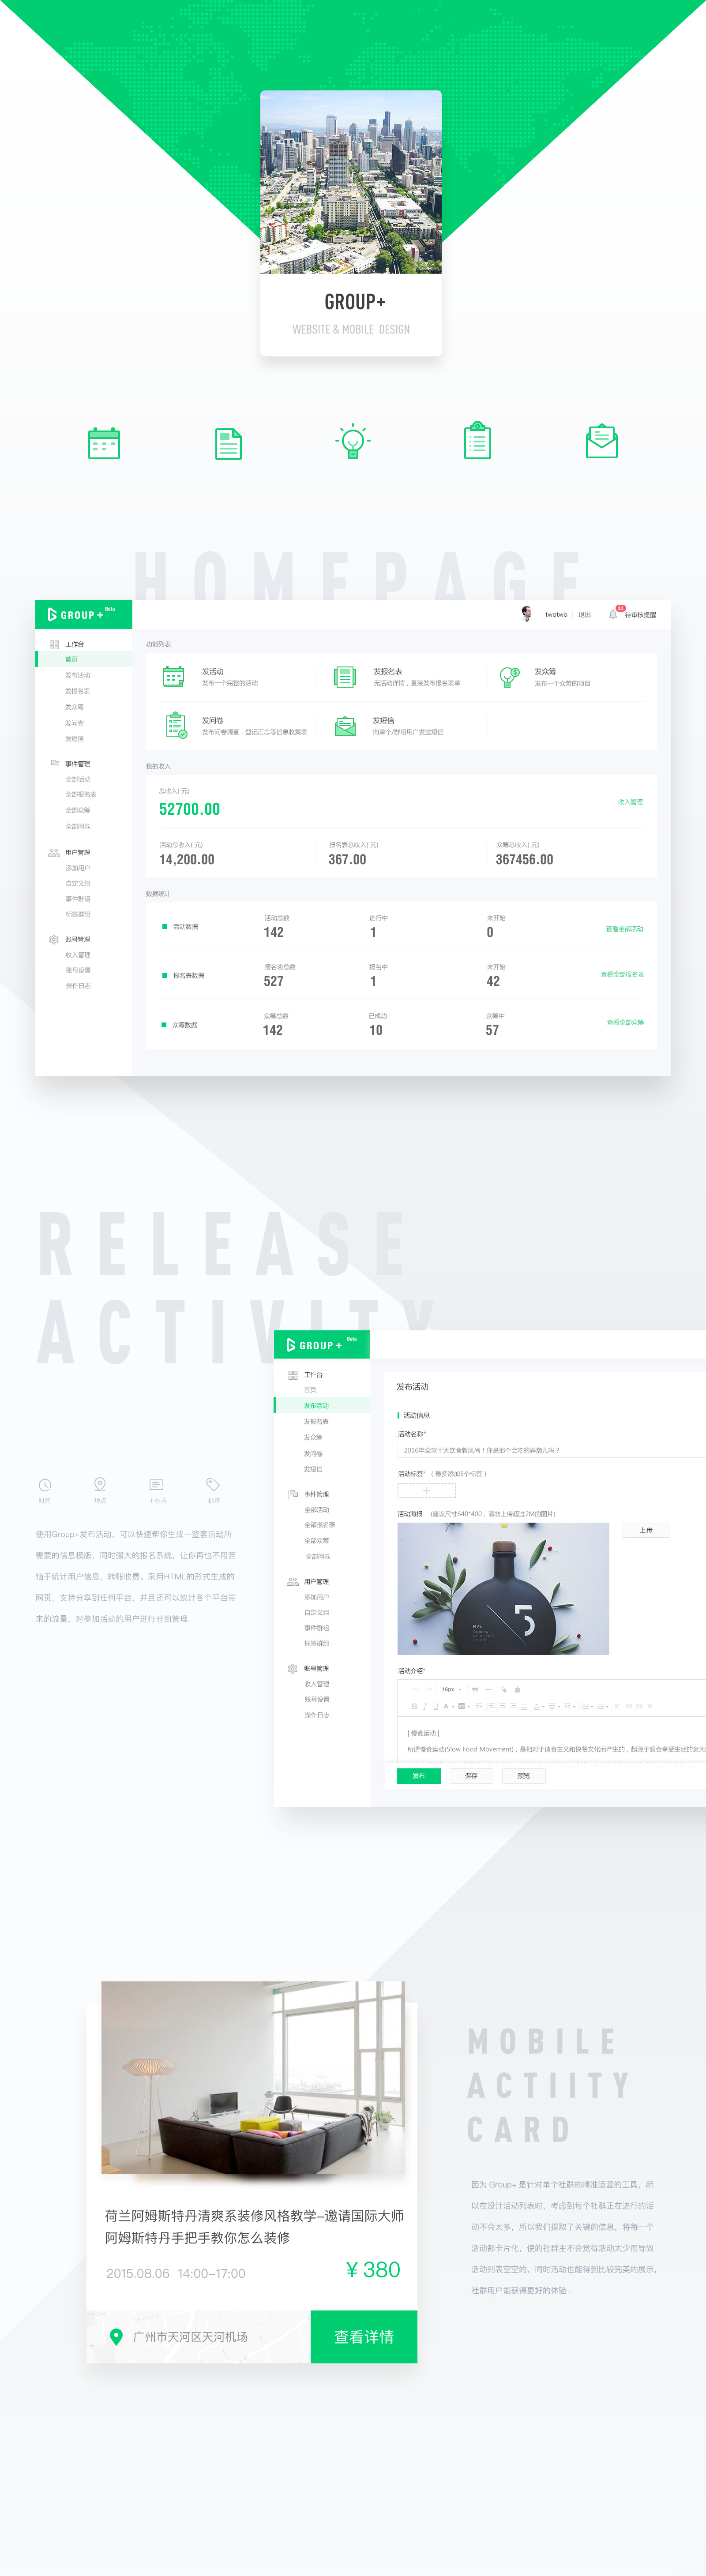 GROUP+
WEBSITE & MOBILE DESIGN
HOMEPAGE
GROUP+ Beta
twotwo 退出 44 待审核提醒
工作台
首页
发布活动
发报名表
发众筹
发问卷
发短信
事件管理
全部活动
全部报名表
全部众筹
全部问卷
用户管理
添加用户
自定义组
事件群组
标签群组
账号管理
收入管理
账号设置
操作日志
功能列表
发活动
发布一个完整的活动
发报名表
无活动详情，直接发布报名表单
发众筹
发布一个众筹的项目
发问卷
发布问卷调查，登记汇总等信息收集表
发短信
向单个/群组用户发送短信
我的收入
总收入( 元)
52700.00
收入管理
活动总收入( 元)
14,200.00
报名表总收入( 元)
367.00
众筹总收入( 元)
367456.00
数据统计
活动数据
活动总数
142
进行中
1
未开始
0
查看全部活动
报名表数据
报名表总数
527
报名中
1
未开始
42
查看全部报名表
众筹数据
众筹总数
142
已成功
10
众筹中
57
查看全部众筹
RELEASE
ACTIVITY
时间
地点
主办方
标签
使用Group+发布活动，可以快速帮你生成一整套活动所
需要的信息模版，同时强大的报名系统，让你再也不用苦
恼于统计用户信息，转账收费。采用HTML的形式生成的
网页，支持分享到任何平台，并且还可以统计各个平台带
来的流量，对参加活动的用户进行分组管理.
GROUP+ Beta
工作台
首页
发布活动
发报名表
发众筹
发问卷
发短信
事件管理
全部活动
全部报名表
全部众筹
全部问卷
用户管理
添加用户
自定义组
事件群组
标签群组
账号管理
收入管理
账号设置
操作日志
发布活动
活动信息
活动名称*
2016年全球十大饮食新风尚！你是那个会吃的弄潮儿吗？
活动标签* （ 最多添加5个标签 ）
活动海报 (建议尺寸640*400，请勿上传超过2M的图片)
上传
5
FIVE
活动介绍*
16px
B I U A
[ 慢食运动 ]
所谓慢食运动(Slow Food Movement)，是相对于速食主义和快餐文化而产生的，起源于超会享受生活的意大
发布
保存
预览
荷兰阿姆斯特丹清爽系装修风格教学-邀请国际大师
阿姆斯特丹手把手教你怎么装修
2015.08.06 14:00-17:00
¥ 380
广州市天河区天河机场
查看详情
MOBILE
ACTIITY
CARD
因为 Group+ 是针对单个社群的精准运营的工具，所
以在设计活动列表时，考虑到每个社群正在进行的活
动不会太多，所以我们提取了关键的信息，将每一个
活动都卡片化，使的社群主不会觉得活动太少而导致
活动列表空空的，同时活动也能得到比较完美的展示，
社群用户能获得更好的体验 .